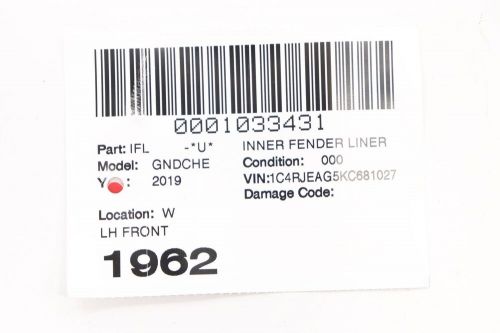 0001033431
Part: IFL -*U* INNER FENDER LINER
Model: GNDCHE Condition: 000
Y : 2019 VIN:1C4RJEAG5KC681027
Damage Code:
Location: W
LH FRONT
1962